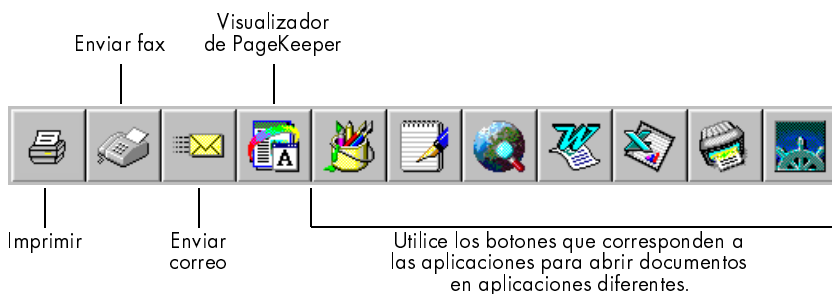 Visualizador
de PageKeeper
Enviar fax
A
W
Imprimir
Enviar
correo
Utilice los botones que corresponden a
las aplicaciones para abrir documentos
en aplicaciones diferentes.